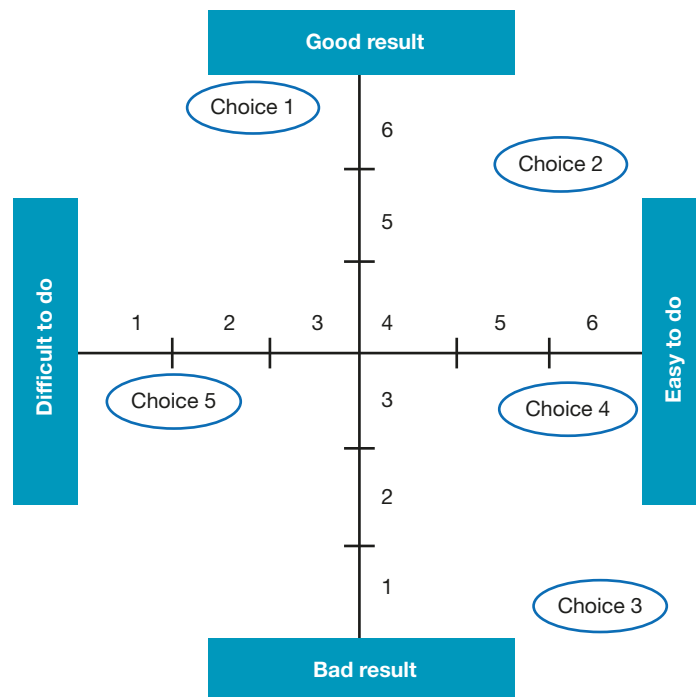 Good result
Choice 1
6
Choice 2
5
Difficult to do
1 2 3 4 5 6
Easy to do
Choice 5
3
Choice 4
2
1
Choice 3
Bad result